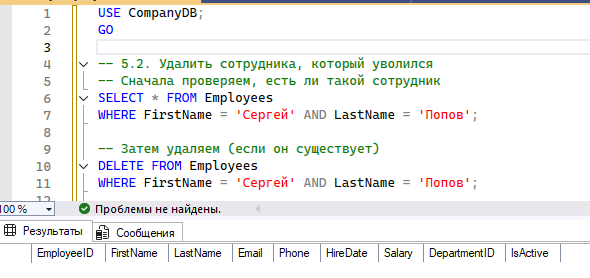 1 USE CompanyDB;
2 GO
3
4 -- 5.2. Удалить сотрудника, который уволился
5 -- Сначала проверяем, есть ли такой сотрудник
6 SELECT * FROM Employees
7 WHERE FirstName = 'Сергей' AND LastName = 'Попов';
8
9 -- Затем удаляем (если он существует)
10 DELETE FROM Employees
11 WHERE FirstName = 'Сергей' AND LastName = 'Попов';
100 % Проблемы не найдены.
Результаты Сообщения
EmployeeID FirstName LastName Email Phone HireDate Salary DepartmentID IsActive